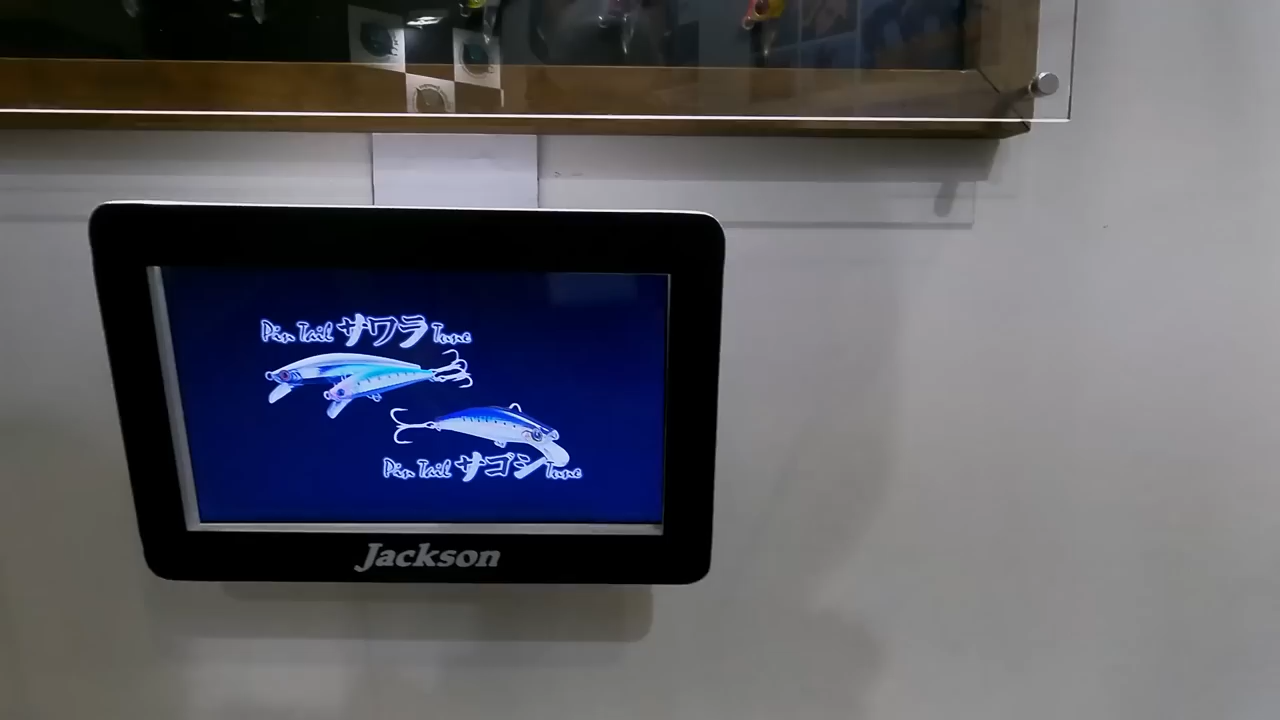 Pin Tail サワラ Tune
Pin Tail サゴシ Tune
Jackson